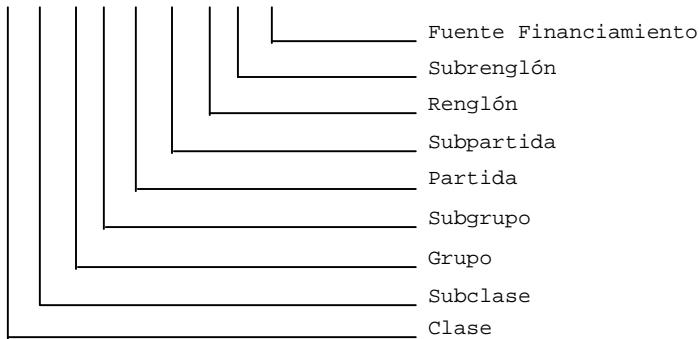 Fuente Financiamiento
Subrenglón
Renglón
Subpartida
Partida
Subgrupo
Grupo
Subclase
Clase